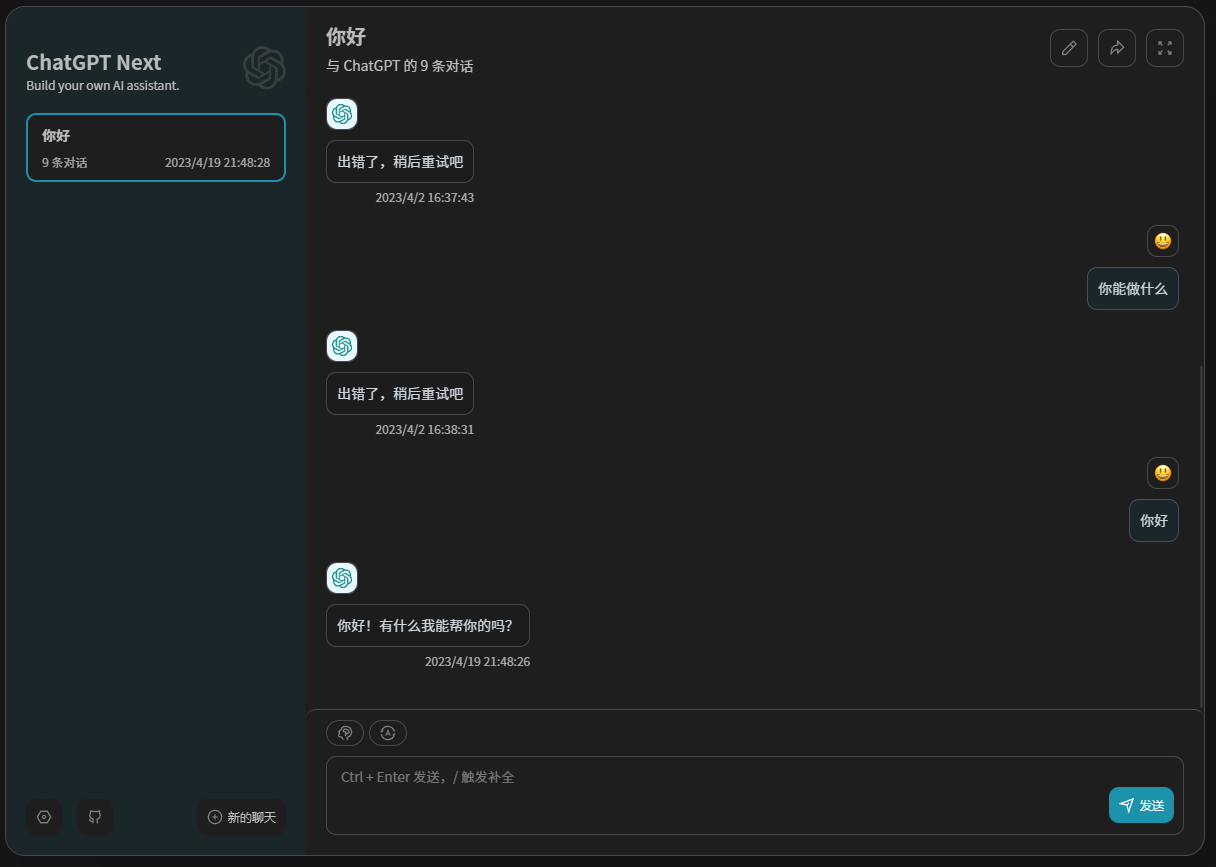 ChatGPT Next
Build your own AI assistant.
你好
9 条对话
2023/4/19 21:48:28
新的聊天
你好
与 ChatGPT 的 9 条对话
出错了，稍后重试吧
2023/4/2 16:37:43
你能做什么
出错了，稍后重试吧
2023/4/2 16:38:31
你好
你好！有什么我能帮你的吗？
2023/4/19 21:48:26
Ctrl + Enter 发送，/ 触发补全
发送